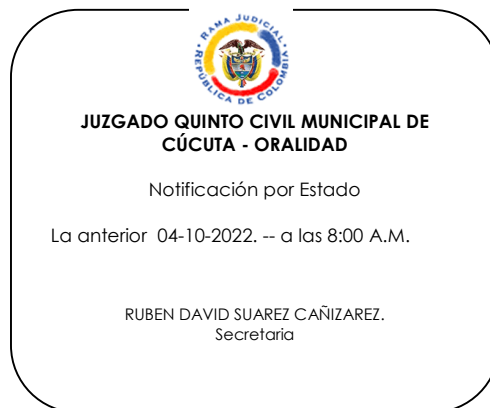 RAMA JUDICIAL
REPÚBLICA DE COLOMBIA
JUZGADO QUINTO CIVIL MUNICIPAL DE
CÚCUTA - ORALIDAD
Notificación por Estado
La anterior 04-10-2022. -- a las 8:00 A.M.
RUBEN DAVID SUAREZ CAÑIZAREZ.
Secretaria